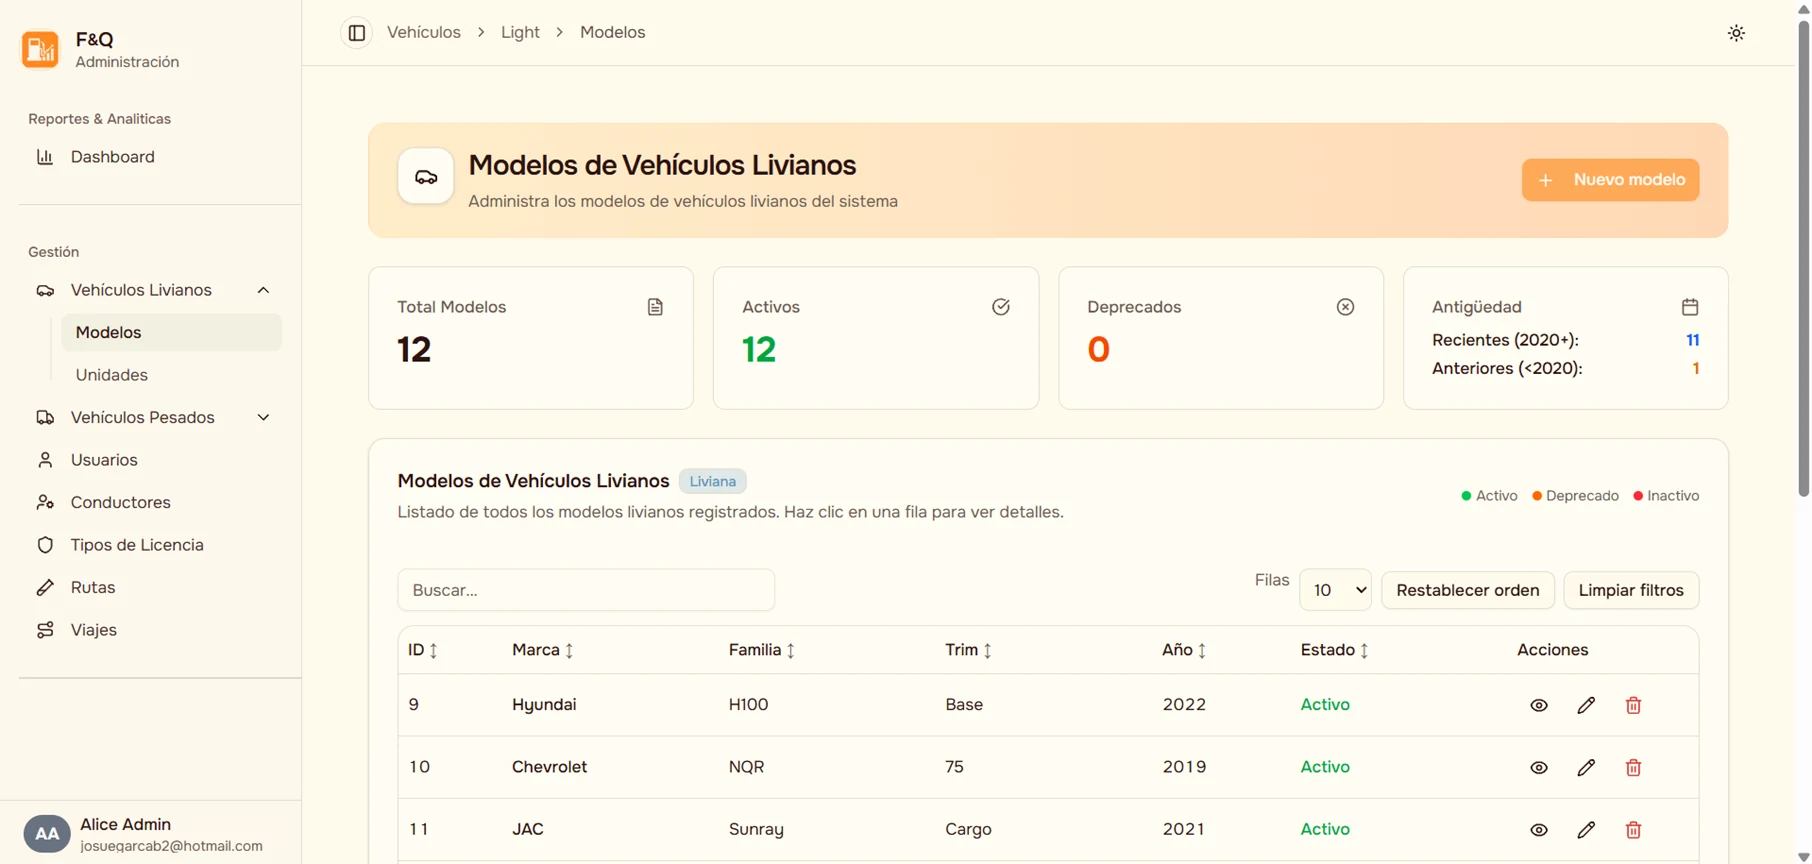 F&Q
Administración
Reportes & Analiticas
Dashboard
Gestión
Vehículos Livianos
Modelos
Unidades
Vehículos Pesados
Usuarios
Conductores
Tipos de Licencia
Rutas
Viajes
AA
Alice Admin
josuegarcab2@hotmail.com
Vehículos > Light > Modelos
Modelos de Vehículos Livianos
Administra los modelos de vehículos livianos del sistema
+ Nuevo modelo
Total Modelos
12
Activos
12
Deprecados
0
Antigüedad
Recientes (2020+): 11
Anteriores (<2020): 1
Modelos de Vehículos Livianos Liviana
Listado de todos los modelos livianos registrados. Haz clic en una fila para ver detalles.
Activo Deprecado Inactivo
Buscar...
Filas 10 Restablecer orden Limpiar filtros
ID Marca Familia Trim Año Estado Acciones
9 Hyundai H100 Base 2022 Activo
10 Chevrolet NQR 75 2019 Activo
11 JAC Sunray Cargo 2021 Activo